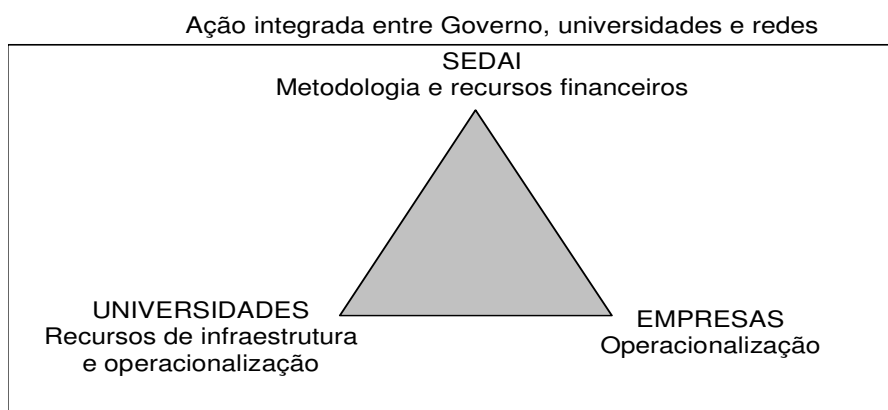 Ação integrada entre Governo, universidades e redes
SEDAI
Metodologia e recursos financeiros
UNIVERSIDADES
Recursos de infraestrutura
e operacionalização
EMPRESAS
Operacionalização